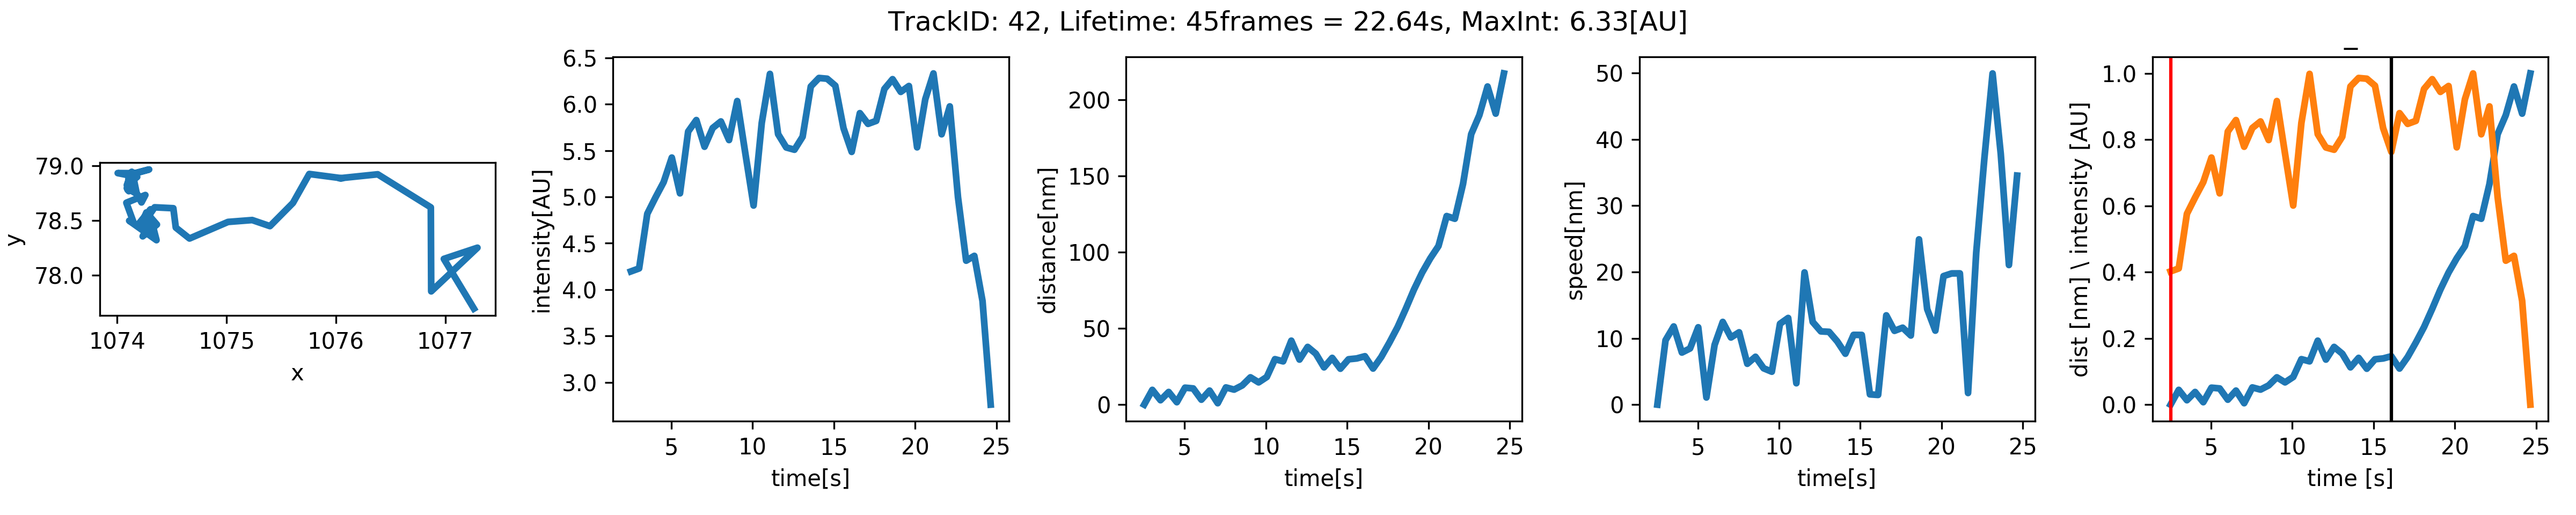 TrackID: 42, Lifetime: 45frames = 22.64s, MaxInt: 6.33[AU]
79.0
78.5
78.0
y
1074 1075 1076 1077
x
6.5
6.0
5.5
5.0
4.5
4.0
3.5
3.0
intensity[AU]
5 10 15 20 25
time[s]
200
150
100
50
0
distance[nm]
5 10 15 20 25
time[s]
50
40
30
20
10
0
speed[nm]
5 10 15 20 25
time[s]
_
1.0
0.8
0.6
0.4
0.2
0.0
dist [nm] \ intensity [AU]
5 10 15 20 25
time [s]